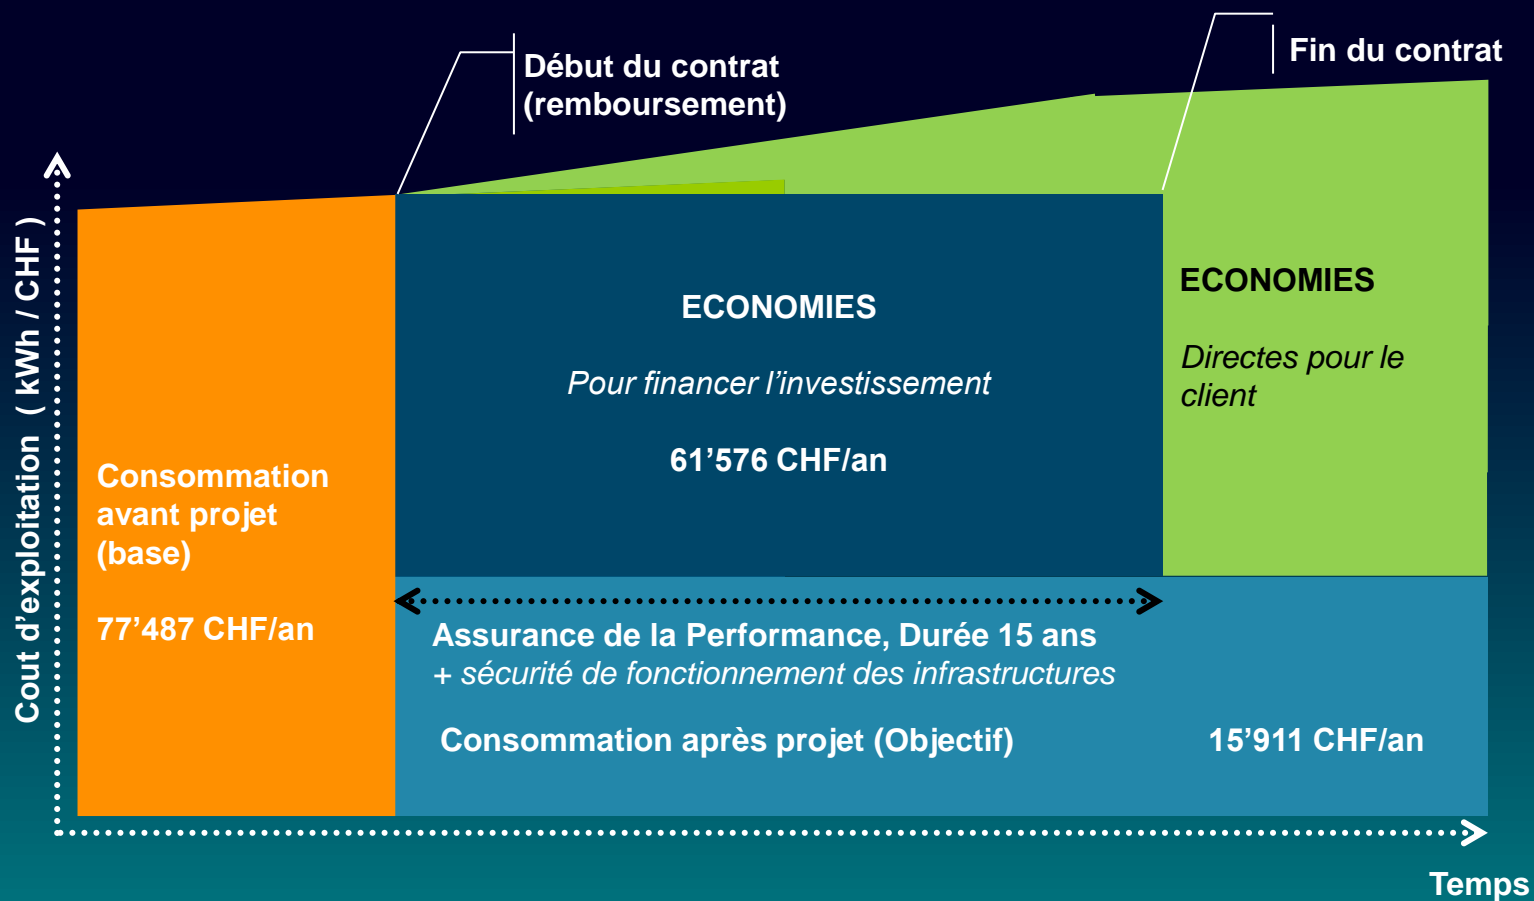 Début du contrat
(remboursement)
Fin du contrat
Cout d’exploitation ( kWh / CHF )
Consommation
avant projet
(base)
77’487 CHF/an
ECONOMIES
Pour financer l’investissement
61’576 CHF/an
ECONOMIES
Directes pour le
client
Assurance de la Performance, Durée 15 ans
+ sécurité de fonctionnement des infrastructures
Consommation après projet (Objectif) 15’911 CHF/an
Temps